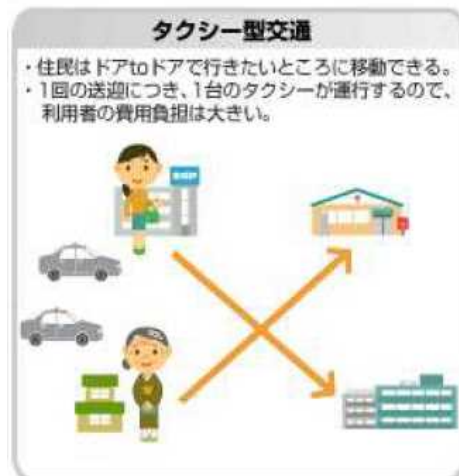 タクシー型交通
・住民はドアtoドアで行きたいところに移動できる。
・1回の送迎につき、1台のタクシーが運行するので、
利用者の費用負担は大きい。